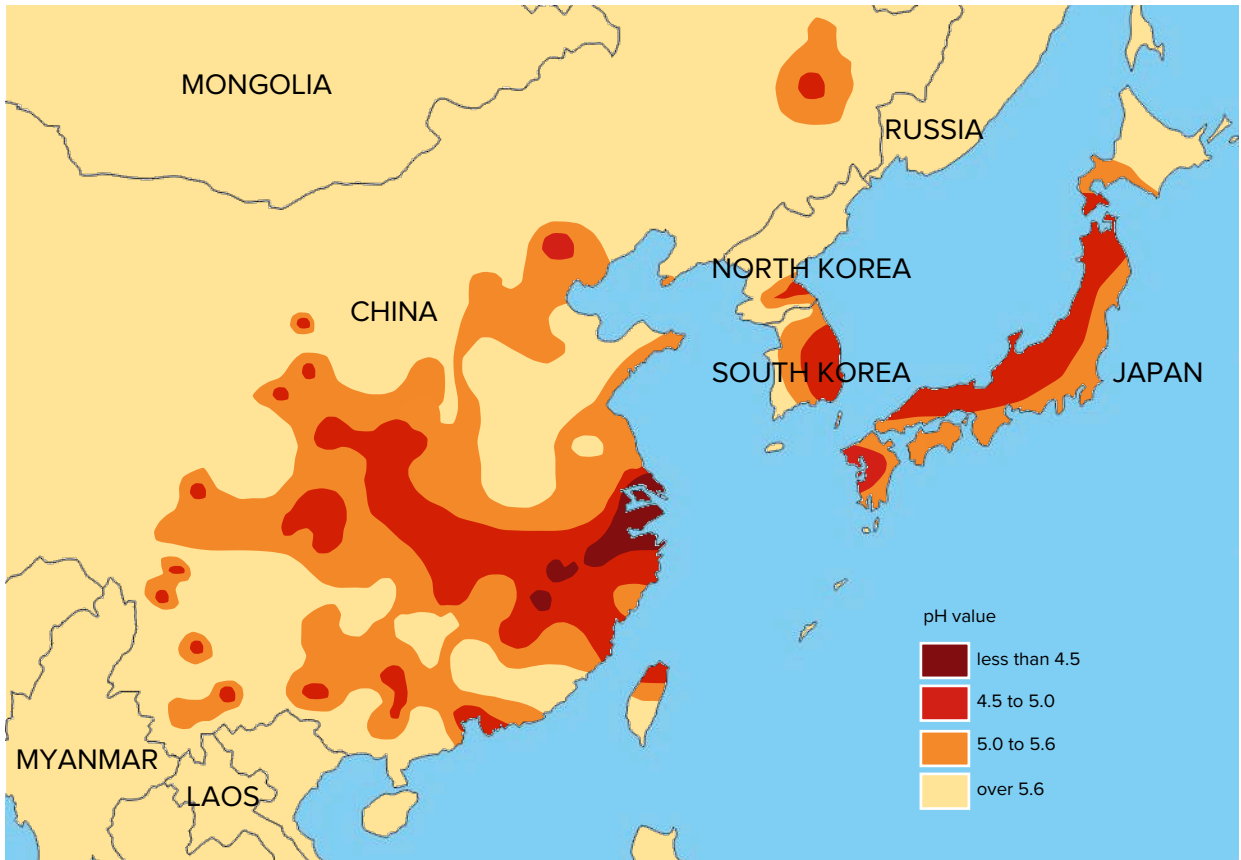 MONGOLIA
RUSSIA
NORTH KOREA
CHINA
SOUTH KOREA
JAPAN
pH value
less than 4.5
4.5 to 5.0
5.0 to 5.6
over 5.6
MYANMAR
LAOS